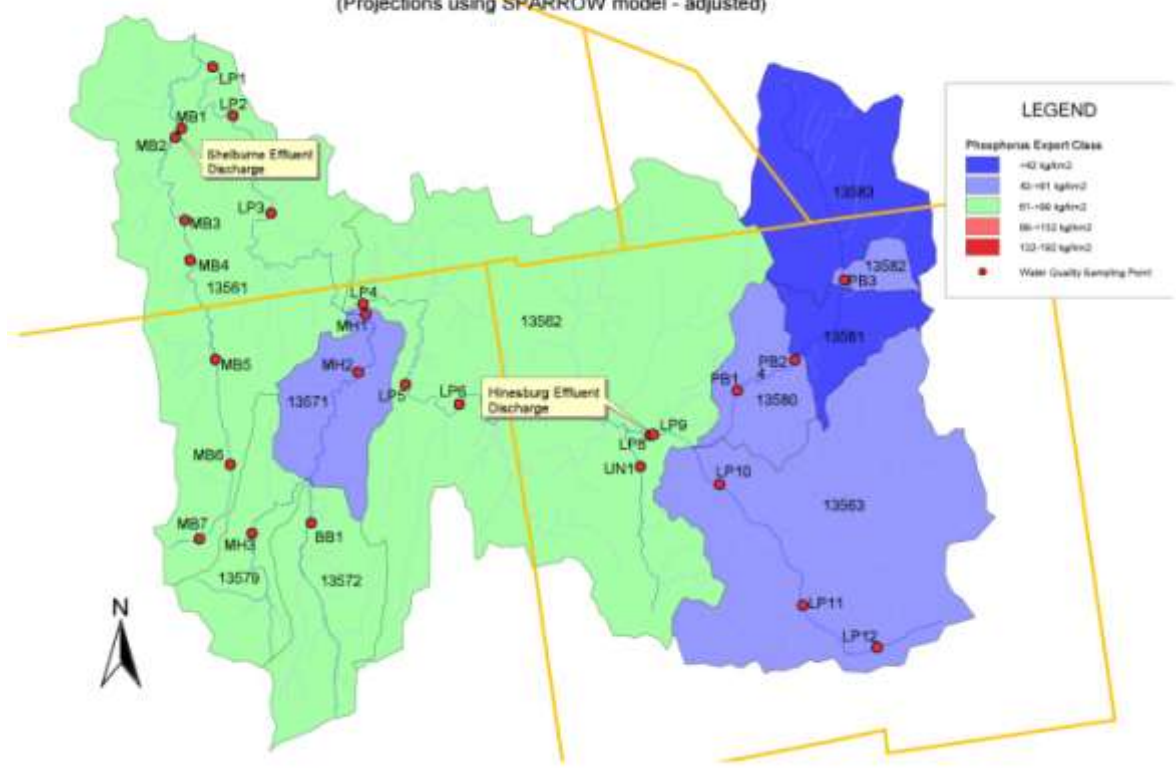 (Projections using SPARROW model - adjusted)
LP1
LP2
MB1
MB2
Shelburne Effluent
Discharge
LP3
MB3
MB4
13561
LP4
MH1
13562
MB5
MH2
13571
LP5
LP6
Hinesburg Effluent
Discharge
LP8
LP9
UN1
MB6
MB7
MH3
BB1
13579
13572
N
13583
13582
PB3
13581
PB2
4
PB1
13580
LP10
13563
LP11
LP12
LEGEND
Phosphorus Export Class
Water Quality Sampling Point